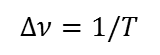 Δν = 1/T